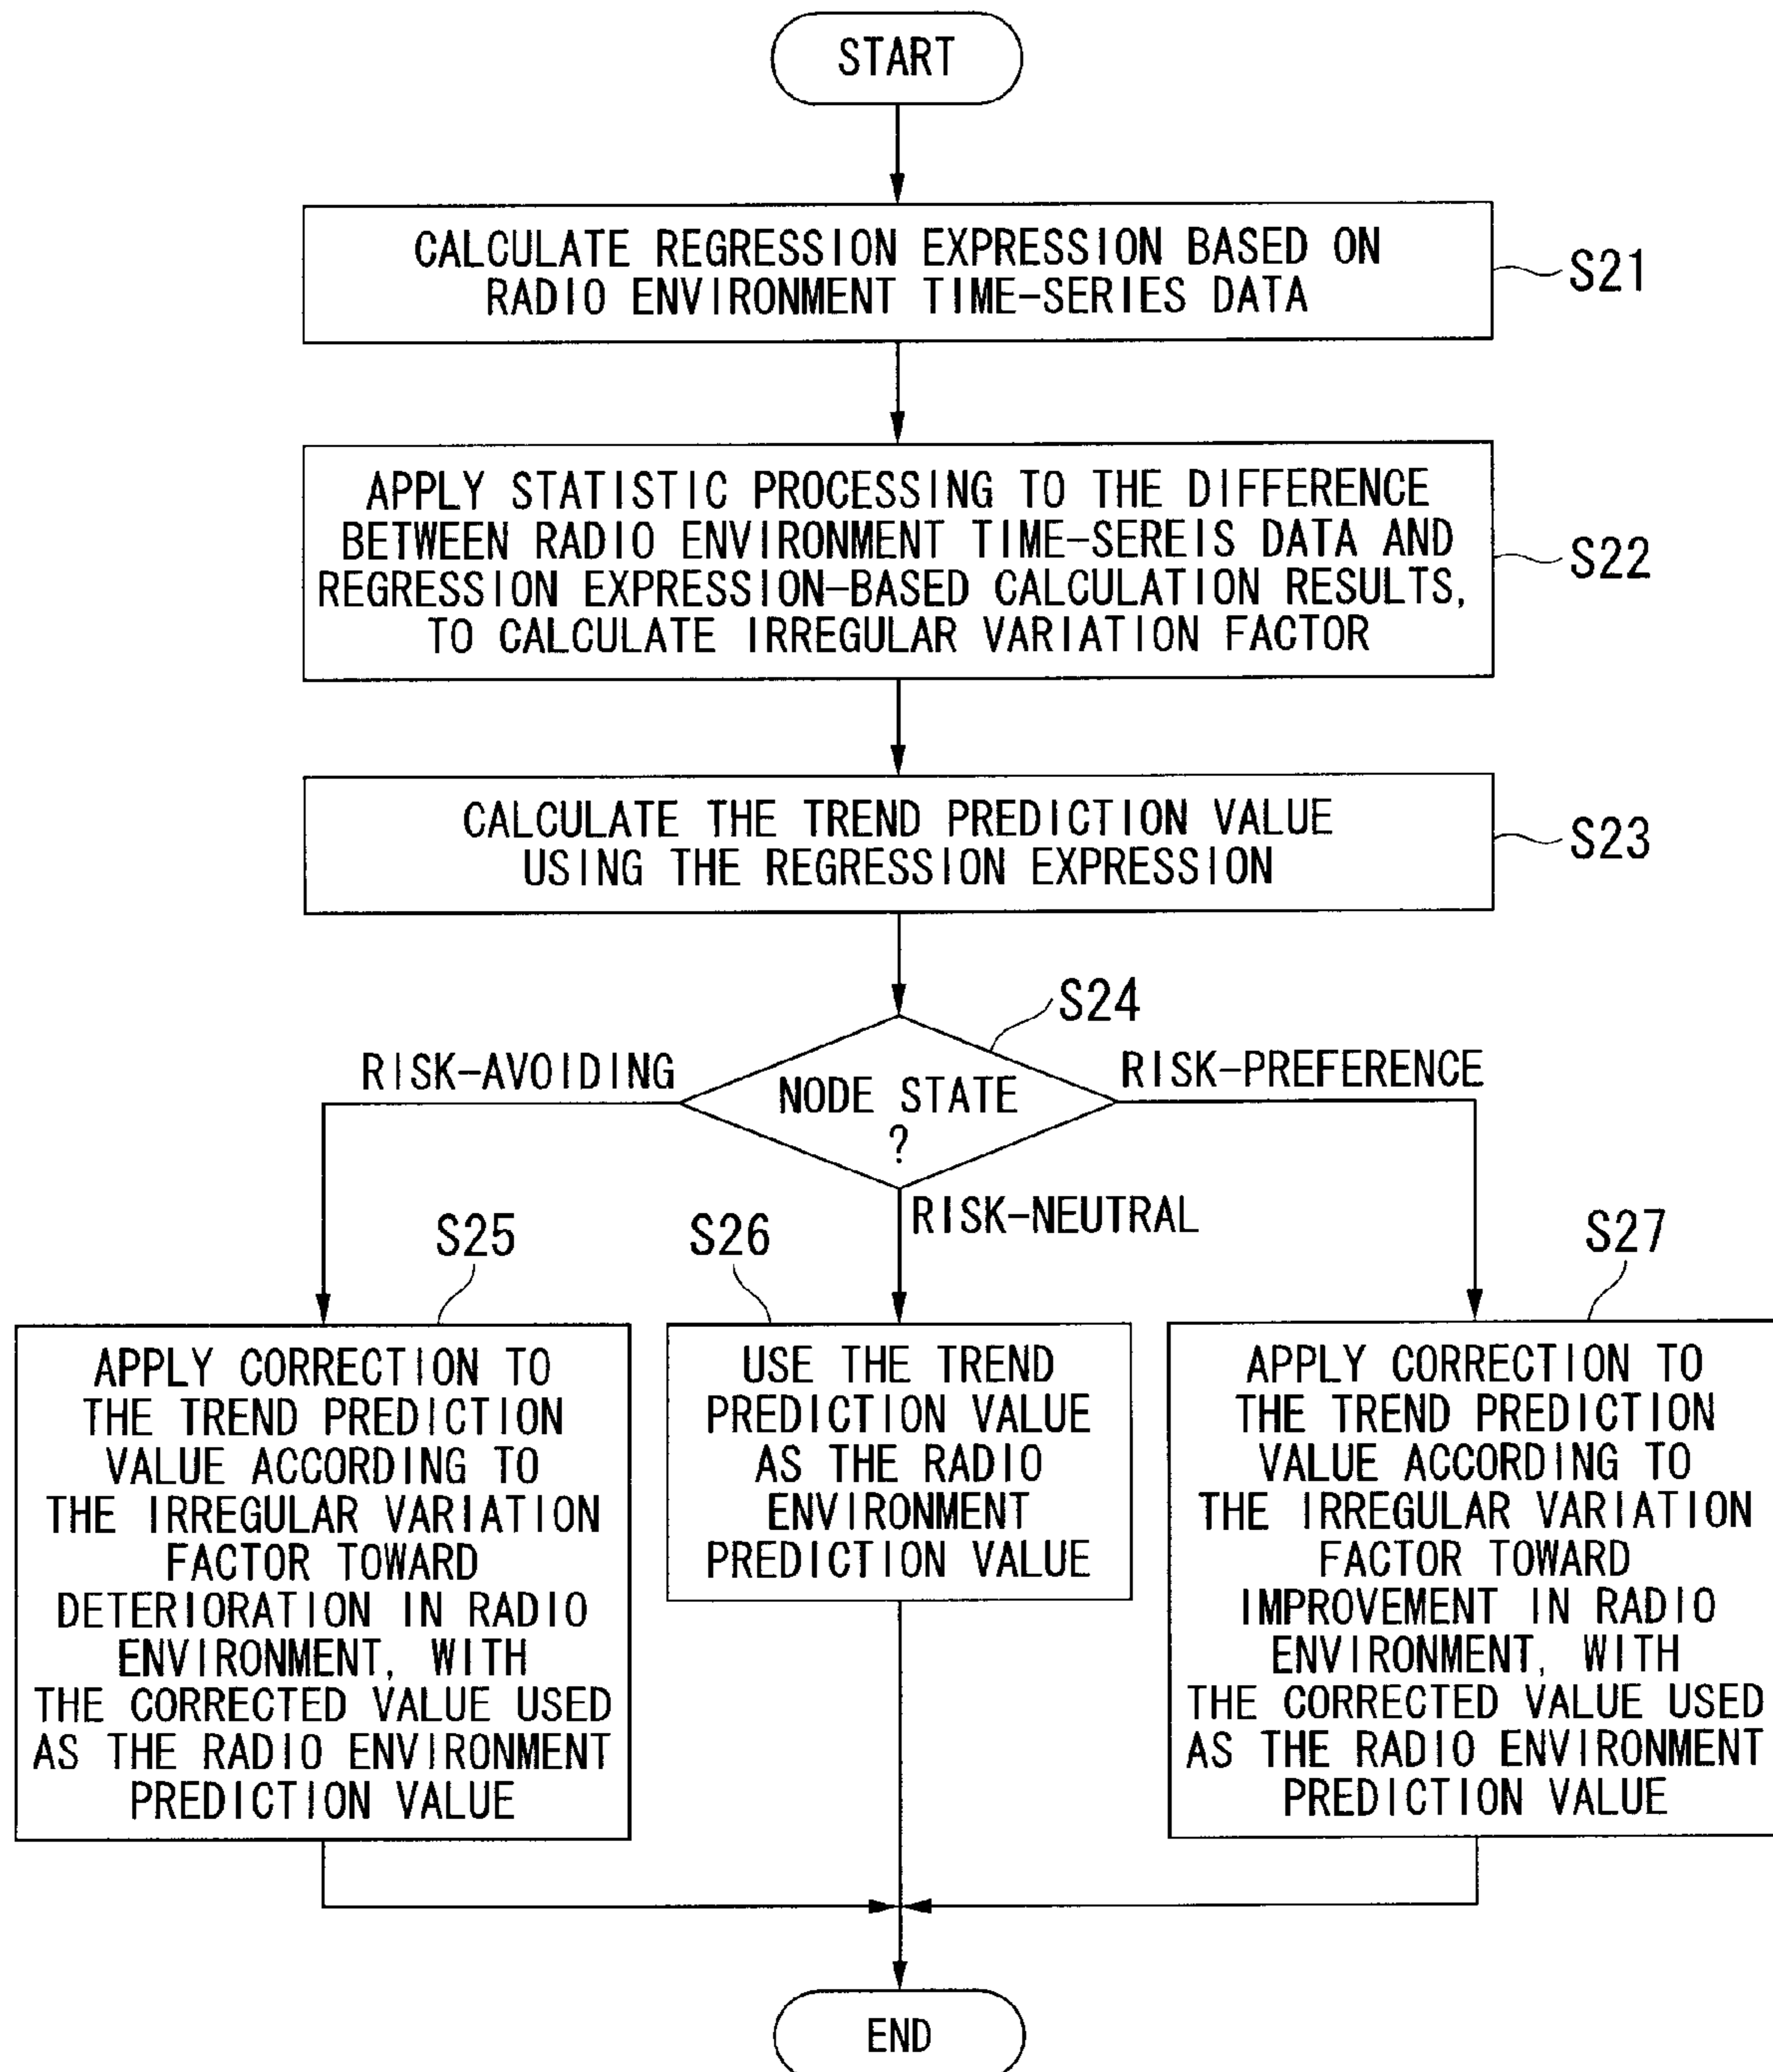 START
CALCULATE REGRESSION EXPRESSION BASED ON
RADIO ENVIRONMENT TIME-SERIES DATA
S21
APPLY STATISTIC PROCESSING TO THE DIFFERENCE
BETWEEN RADIO ENVIRONMENT TIME-SEREIS DATA AND
REGRESSION EXPRESSION-BASED CALCULATION RESULTS,
TO CALCULATE IRREGULAR VARIATION FACTOR
S22
CALCULATE THE TREND PREDICTION VALUE
USING THE REGRESSION EXPRESSION
S23
S24
RISK-AVOIDING
NODE STATE
?
RISK-PREFERENCE
RISK-NEUTRAL
S25
APPLY CORRECTION TO
THE TREND PREDICTION
VALUE ACCORDING TO
THE IRREGULAR VARIATION
FACTOR TOWARD
DETERIORATION IN RADIO
ENVIRONMENT, WITH
THE CORRECTED VALUE USED
AS THE RADIO ENVIRONMENT
PREDICTION VALUE
S26
USE THE TREND
PREDICTION VALUE
AS THE RADIO
ENVIRONMENT
PREDICTION VALUE
S27
APPLY CORRECTION TO
THE TREND PREDICTION
VALUE ACCORDING TO
THE IRREGULAR VARIATION
FACTOR TOWARD
IMPROVEMENT IN RADIO
ENVIRONMENT, WITH
THE CORRECTED VALUE USED
AS THE RADIO ENVIRONMENT
PREDICTION VALUE
END